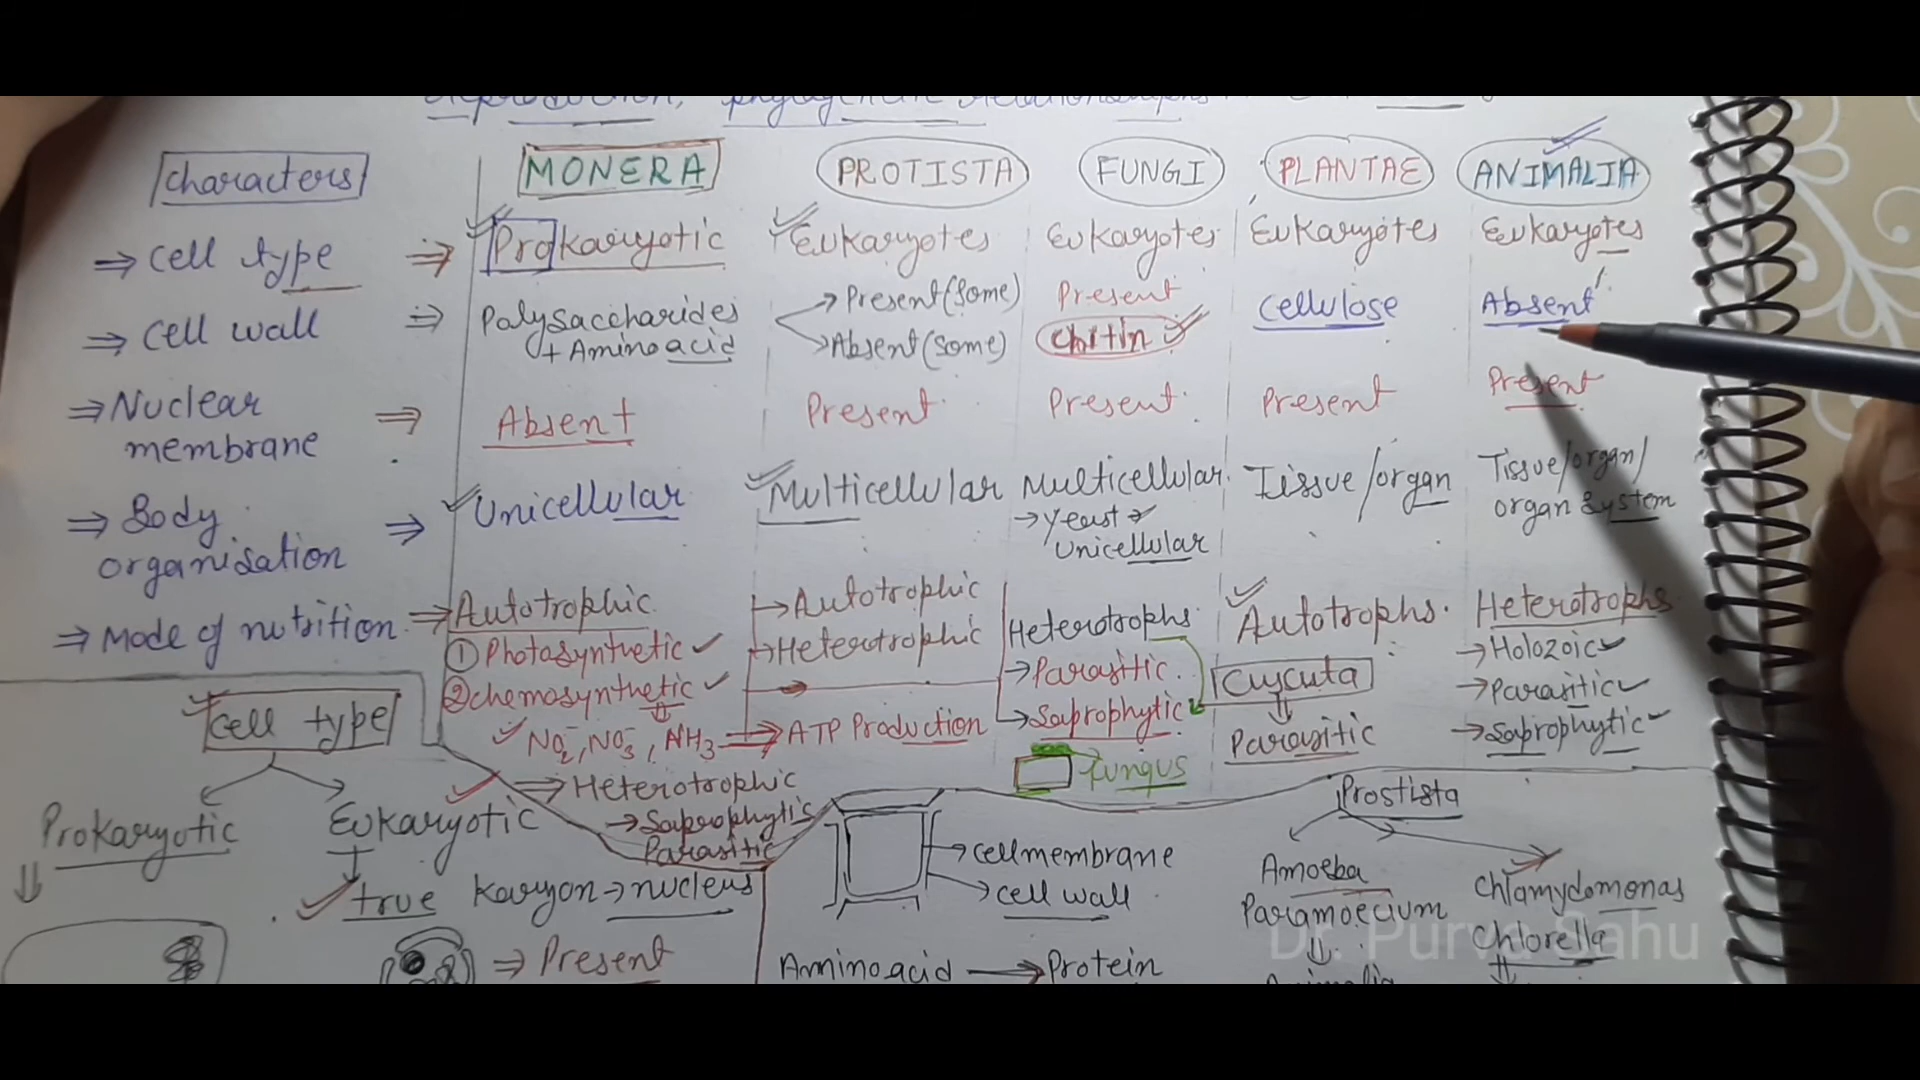 Reproduction, phylogenetic relationships
characters MONERA PROTISTA FUNGI PLANTAE ANIMALIA
⇒ cell type ⇒ Prokaryotic Eukaryotes Eukaryotes Eukaryotes Eukaryotes
⇒ cell wall ⇒ Polysaccharides → Present (some) Present cellulose Absent
+ Amino acid → Absent (some) Chitin
⇒ Nuclear ⇒ Absent Present Present Present Present
membrane
⇒ Body ⇒ Unicellular Multicellular Multicellular Tissue/organ Tissue/organ/
organisation → yeast → organ system
Unicellular
⇒ Mode of nutrition ⇒ Autotrophic → Autotrophic Heterotrophs Autotrophs Heterotrophs
① Photosynthetic → Heterotrophic → Parasitic Cuscuta → Holozoic
② chemosynthetic → Saprophytic Parasitic → Parasitic
NO2-, NO3-, NH3 ⇒ ATP Production fungus → Saprophytic
⇒ Heterotrophic
→ Saprophytic
Parasitic
cell type
Prokaryotic Eukaryotic
true Karyon → nucleus
⇒ Present
→ cell membrane
→ cell wall
Amino acid → Protein
Prostista
Amoeba Chlamydomonas
Paramoecium Chlorella
Dr. Purva Sahu